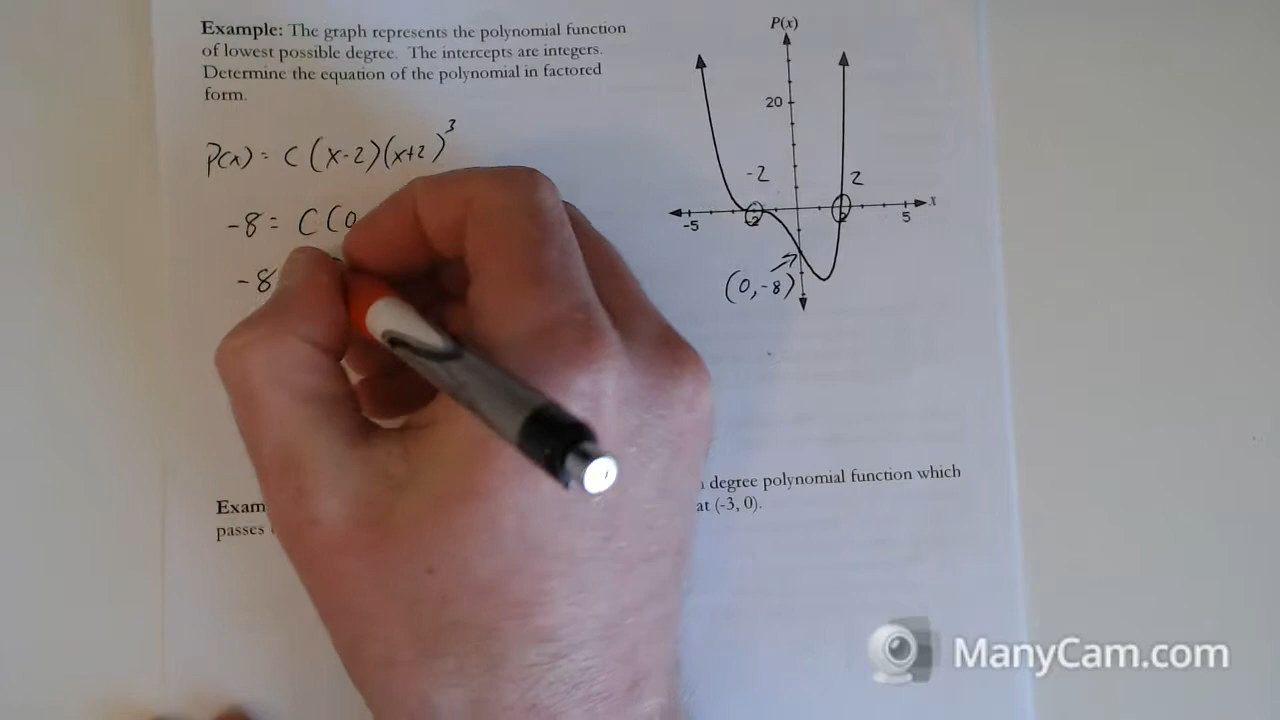 Example: The graph represents the polynomial function
of lowest possible degree. The intercepts are integers.
Determine the equation of the polynomial in factored
form.
P(x) = C (x-2)(x+2)³
-8 = C (0
-8
P(x)
20
-2
2
-5
-2
2
5
x
(0, -8)
degree polynomial function which
Exam
at (-3, 0).
passes
ManyCam.com